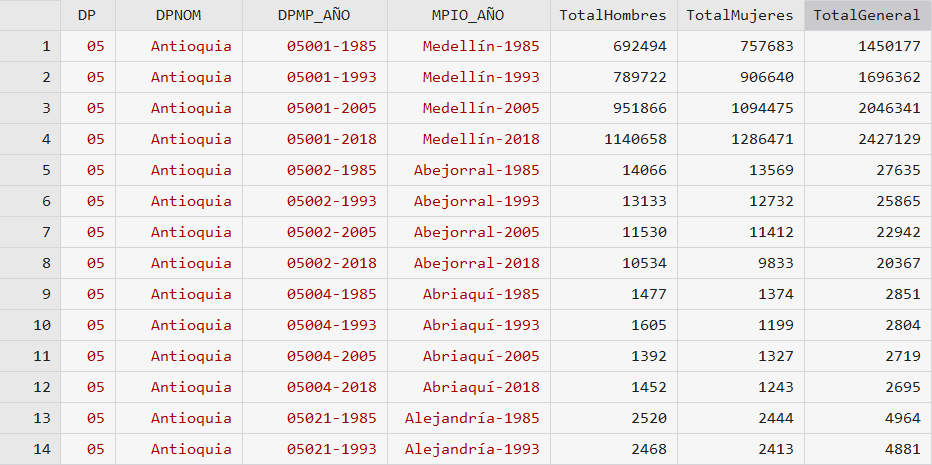 DP DPNOM DPMP_AÑO MPIO_AÑO TotalHombres TotalMujeres TotalGeneral
1 05 Antioquia 05001-1985 Medellín-1985 692494 757683 1450177
2 05 Antioquia 05001-1993 Medellín-1993 789722 906640 1696362
3 05 Antioquia 05001-2005 Medellín-2005 951866 1094475 2046341
4 05 Antioquia 05001-2018 Medellín-2018 1140658 1286471 2427129
5 05 Antioquia 05002-1985 Abejorral-1985 14066 13569 27635
6 05 Antioquia 05002-1993 Abejorral-1993 13133 12732 25865
7 05 Antioquia 05002-2005 Abejorral-2005 11530 11412 22942
8 05 Antioquia 05002-2018 Abejorral-2018 10534 9833 20367
9 05 Antioquia 05004-1985 Abriaquí-1985 1477 1374 2851
10 05 Antioquia 05004-1993 Abriaquí-1993 1605 1199 2804
11 05 Antioquia 05004-2005 Abriaquí-2005 1392 1327 2719
12 05 Antioquia 05004-2018 Abriaquí-2018 1452 1243 2695
13 05 Antioquia 05021-1985 Alejandría-1985 2520 2444 4964
14 05 Antioquia 05021-1993 Alejandría-1993 2468 2413 4881